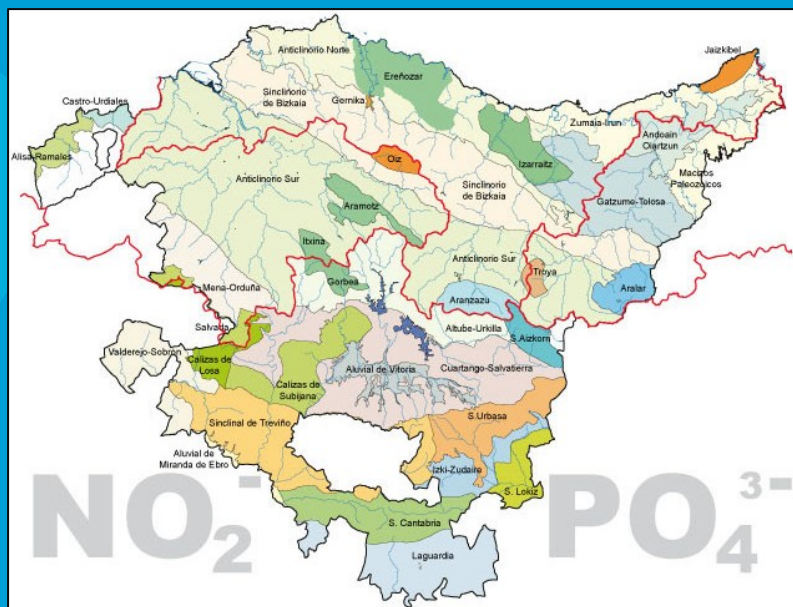 Jaizkibel
Anticlinorio Norte
Ereñozar
Castro-Urdiales
Sinclinorio
de Bizkaia
Gernika
Zumaia-Irun
Andoain
Oiartzun
Alisa-Ramales
Izarraitz
Oiz
Macizos
Paleozoicos
Anticlinorio Sur
Sinclinorio
de Bizkaia
Gatzume-Tolosa
Aramotz
Itxina
Anticlinorio Sur
Troya
Mena-Orduña
Gorbea
Aralar
Aranzazu
Salvada
Altube-Urkilla
S.Aizkorri
Valderejo-Sobrón
Calizas de
Losa
Aluvial de Vitoria
Cuartango-Salvatierra
Calizas de
Subijana
Sinclinal de Treviño
S.Urbasa
Aluvial de
Miranda de Ebro
Izki-Zudaire
S. Lokiz
NO2-
PO43-
S. Cantabria
Laguardia